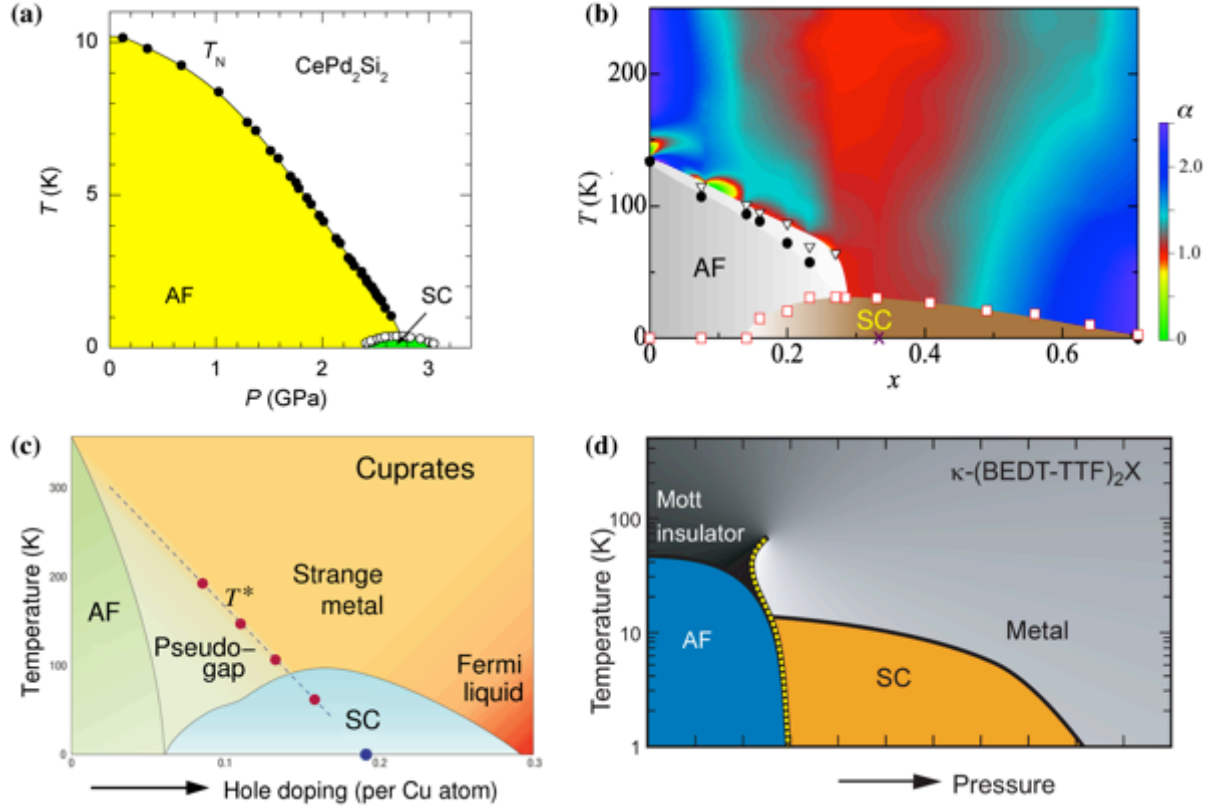 (a)
10
5
0
T (K)
T_N
CePd₂Si₂
AF
SC
0
1
2
3
P (GPa)
(b)
200
100
0
T (K)
AF
SC
0
0.2
0.4
0.6
x
α
2.0
1.0
0
(c)
Cuprates
300
200
100
0
Temperature (K)
AF
T*
Pseudo–
gap
Strange
metal
Fermi
liquid
SC
0
0.1
0.2
0.3
Hole doping (per Cu atom)
(d)
κ-(BEDT-TTF)₂X
Mott
insulator
100
10
1
Temperature (K)
AF
SC
Metal
Pressure